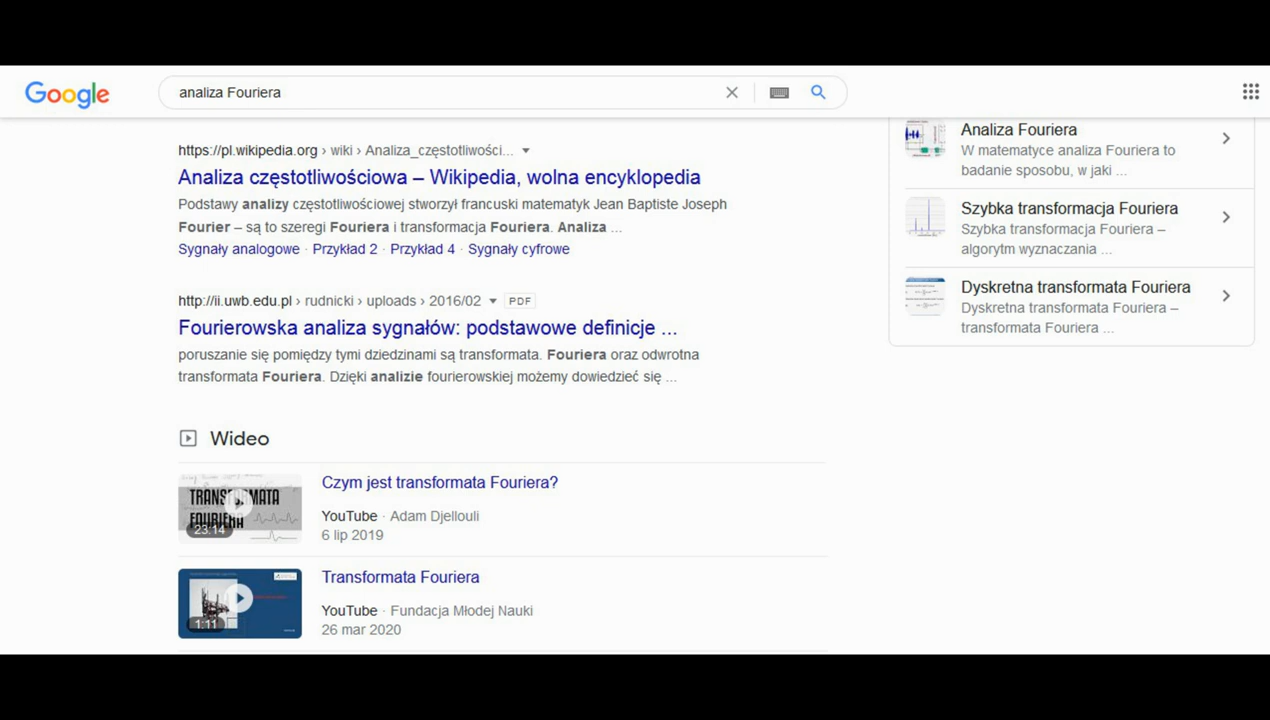 Google
analiza Fouriera
https://pl.wikipedia.org › wiki › Analiza_częstotliwości...
Analiza częstotliwościowa – Wikipedia, wolna encyklopedia
Podstawy analizy częstotliwościowej stworzył francuski matematyk Jean Baptiste Joseph
Fourier – są to szeregi Fouriera i transformacja Fouriera. Analiza ...
Sygnały analogowe · Przykład 2 · Przykład 4 · Sygnały cyfrowe
http://ii.uwb.edu.pl › rudnicki › uploads › 2016/02 PDF
Fourierowska analiza sygnałów: podstawowe definicje ...
poruszanie się pomiędzy tymi dziedzinami są transformata. Fouriera oraz odwrotna
transformata Fouriera. Dzięki analizie fourierowskiej możemy dowiedzieć się ...
Wideo
TRANSFORMATA
FOURIERA
23:14
Czym jest transformata Fouriera?
YouTube · Adam Djellouli
6 lip 2019
1:11
Transformata Fouriera
YouTube · Fundacja Młodej Nauki
26 mar 2020
Analiza Fouriera
W matematyce analiza Fouriera to
badanie sposobu, w jaki ...
Szybka transformacja Fouriera
Szybka transformacja Fouriera –
algorytm wyznaczania ...
Dyskretna transformata Fouriera
Dyskretna transformata Fouriera –
transformata Fouriera ...